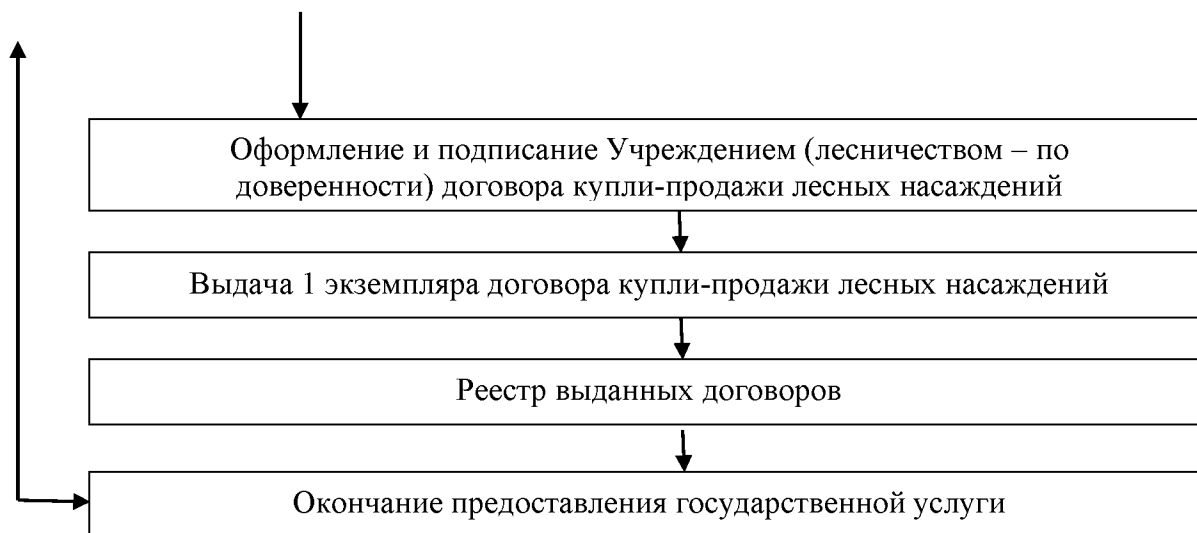 Оформление и подписание Учреждением (лесничеством – по
доверенности) договора купли-продажи лесных насаждений
Выдача 1 экземпляра договора купли-продажи лесных насаждений
Реестр выданных договоров
Окончание предоставления государственной услуги